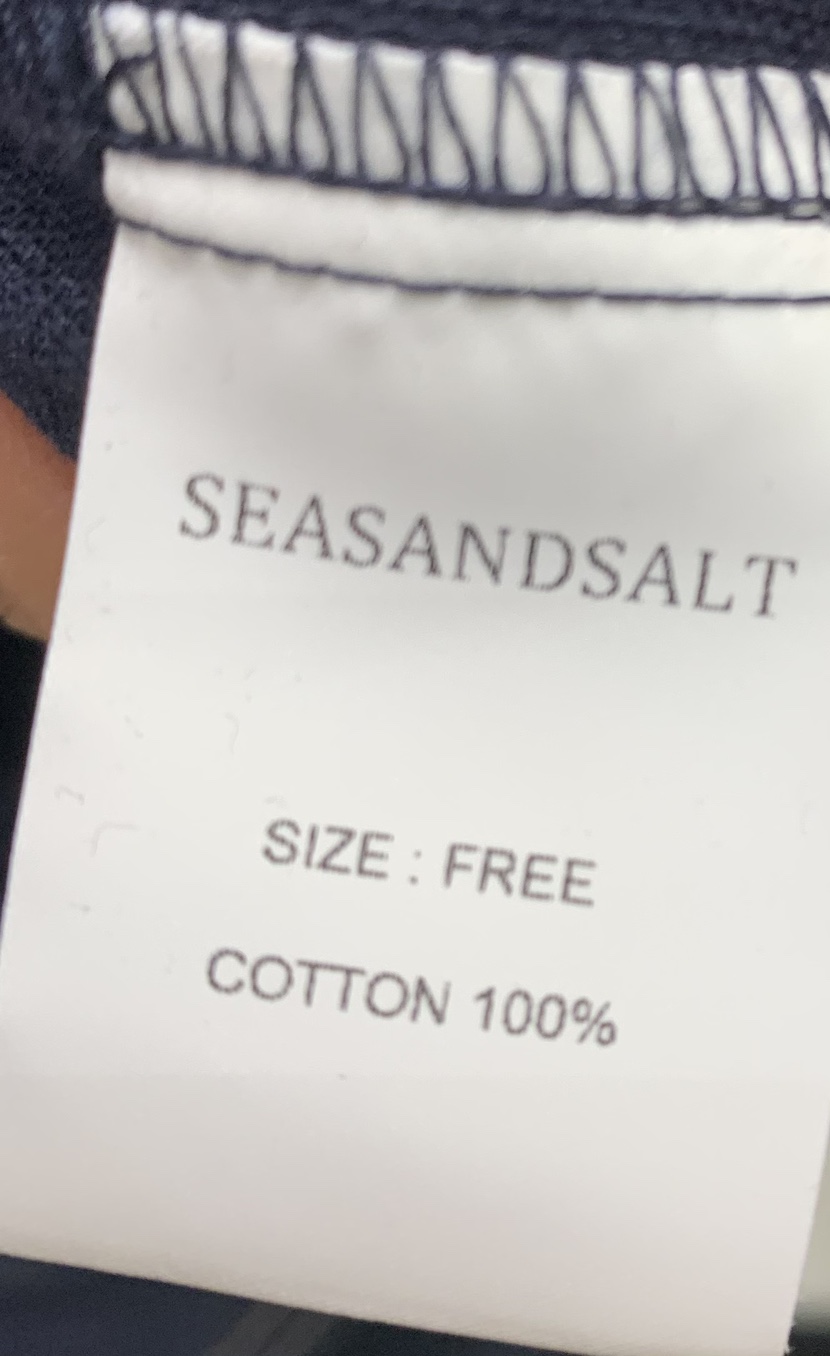 SEASANDSALT
SIZE : FREE
COTTON 100%